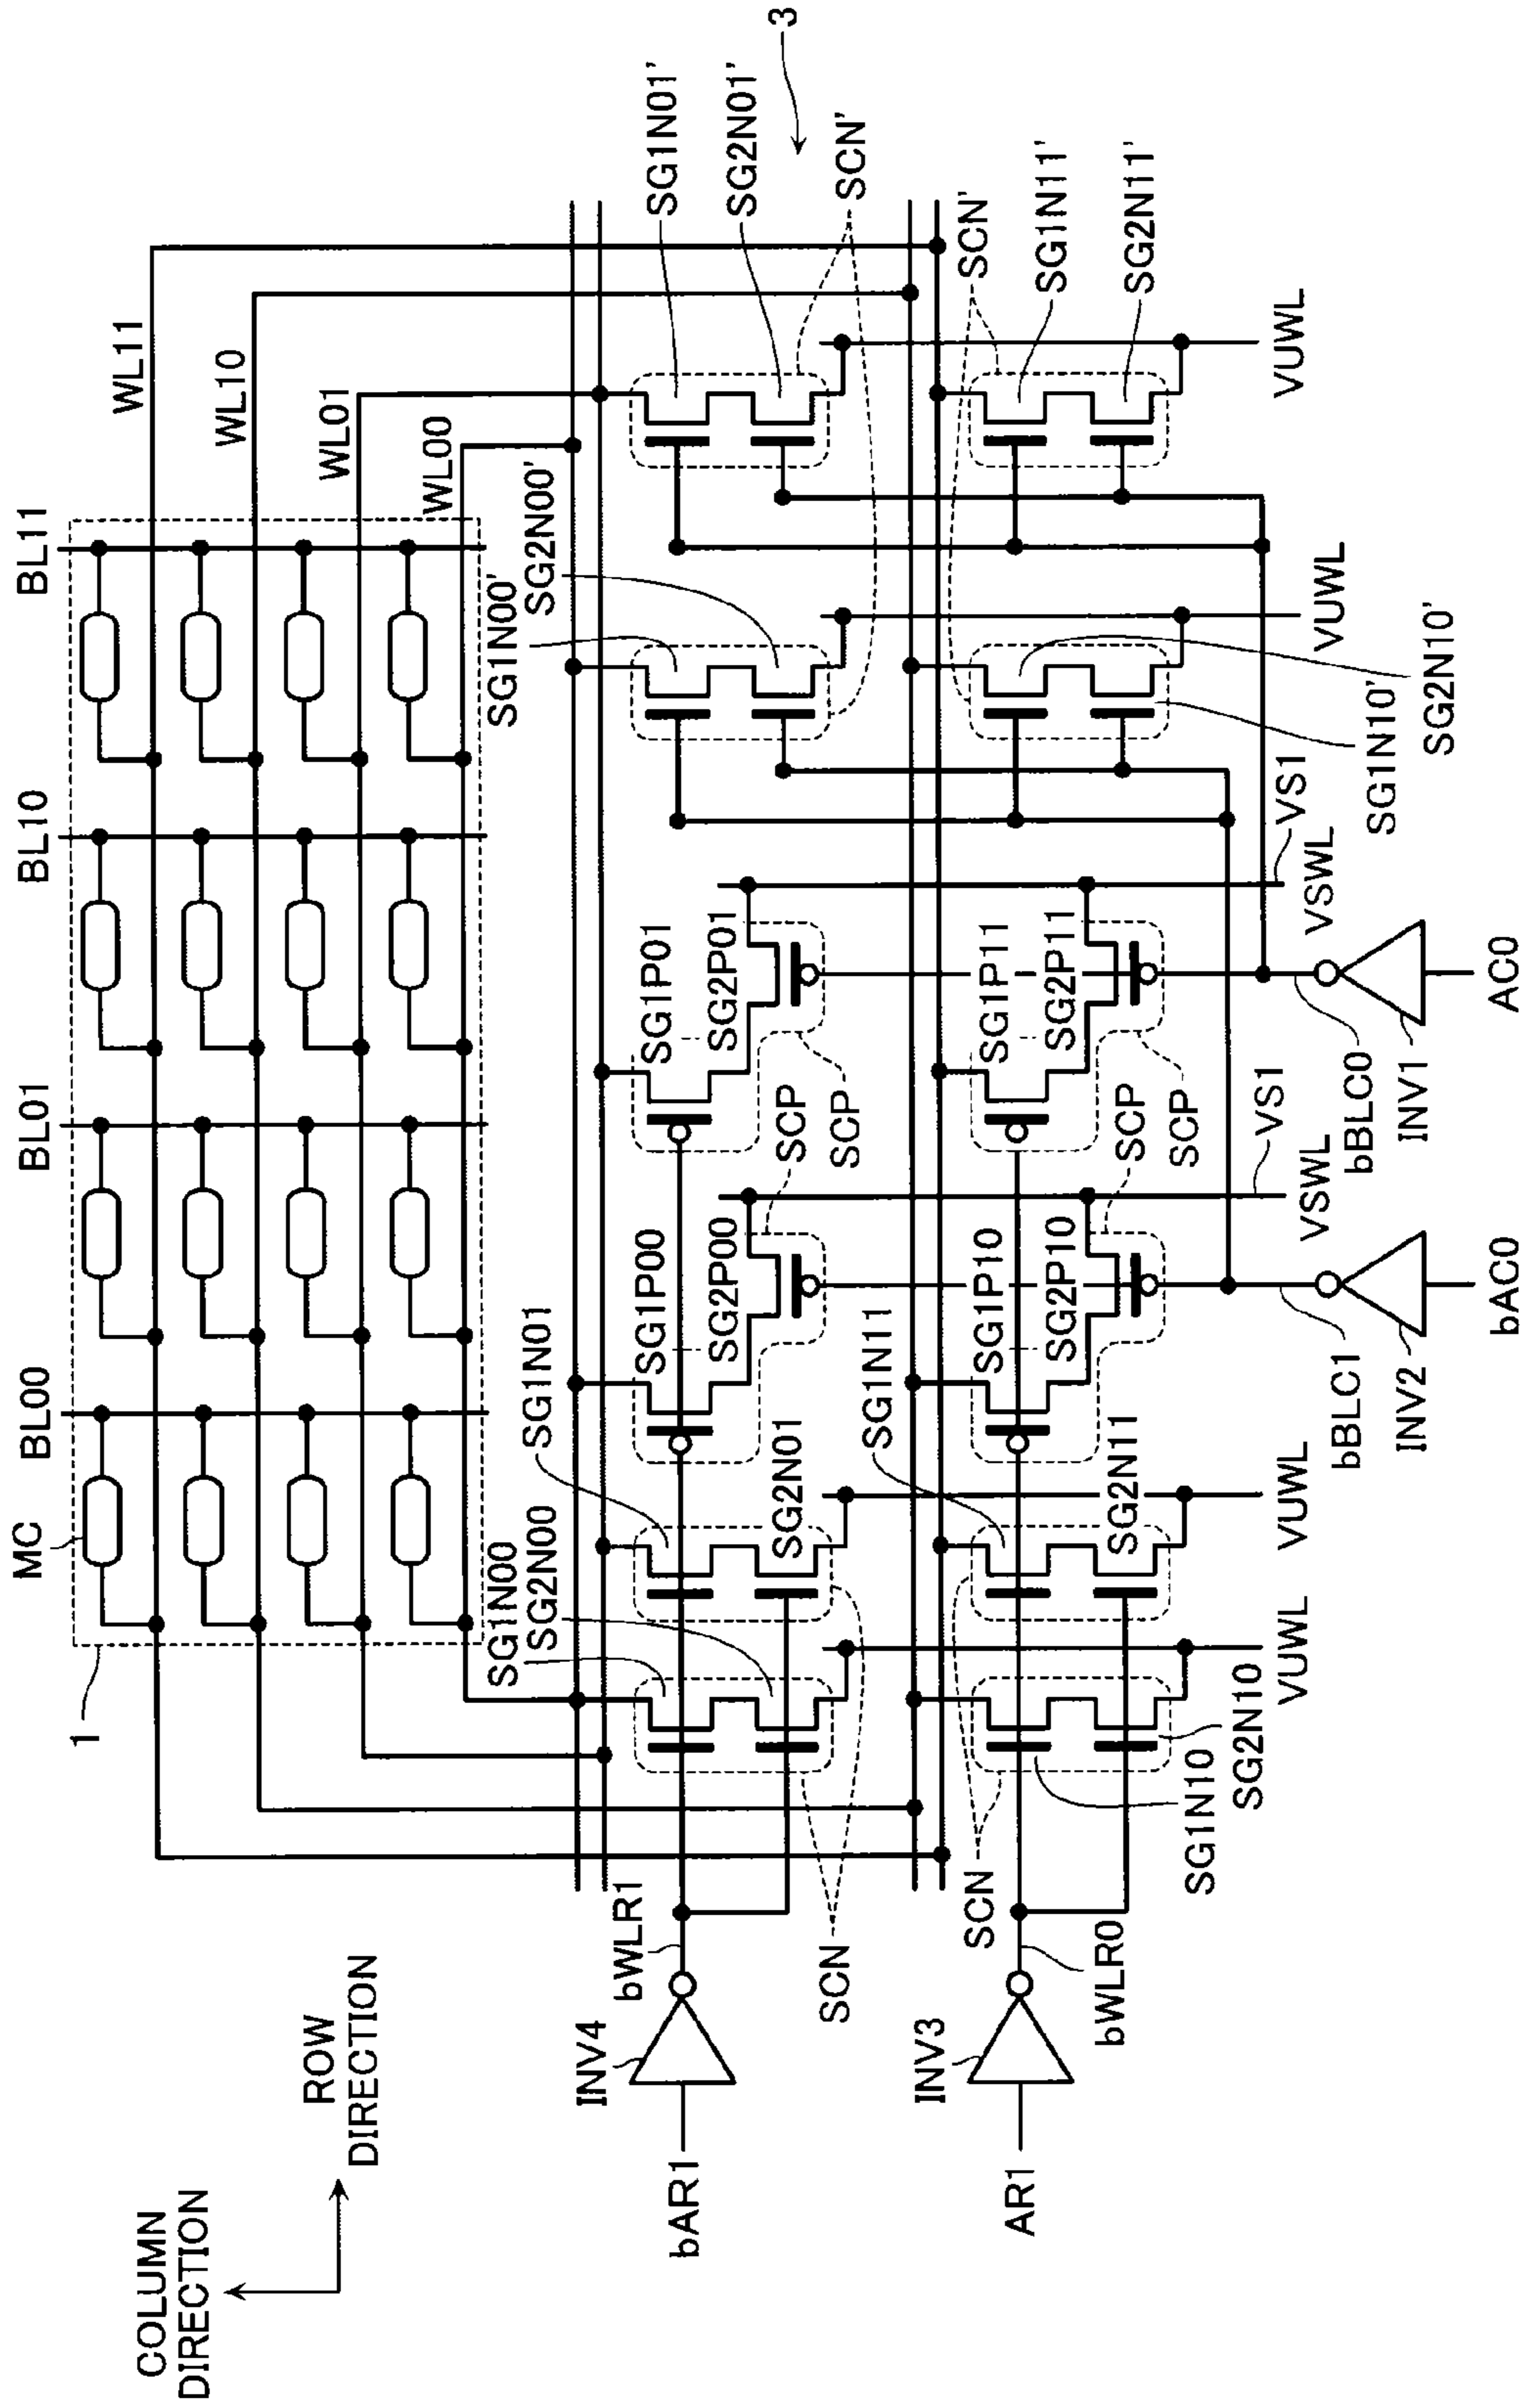 COLUMN
DIRECTION
ROW
DIRECTION
1
MC
BL00
BL01
BL10
BL11
WL11
WL10
WL01
WL00
3
SG1N00
SG2N00
SG1N01
SG2N01
SG1P00
SG2P00
SG1P01
SG2P01
SG1N00'
SG2N00'
SG1N01'
SG2N01'
SCN'
bAR1
INV4
bWLR1
SCN
SCP
SCP
AR1
INV3
bWLR0
SCN
SG1N10
SG2N10
SG1N11
SG2N11
SG1P10
SG2P10
SG1P11
SG2P11
SCP
SCP
SCN'
SG1N11'
SG2N11'
SG1N10'
SG2N10'
VUWL
VUWL
VSWL
VS1
VSWL
VS1
VUWL
VUWL
bBLC1
INV2
bAC0
bBLC0
INV1
AC0